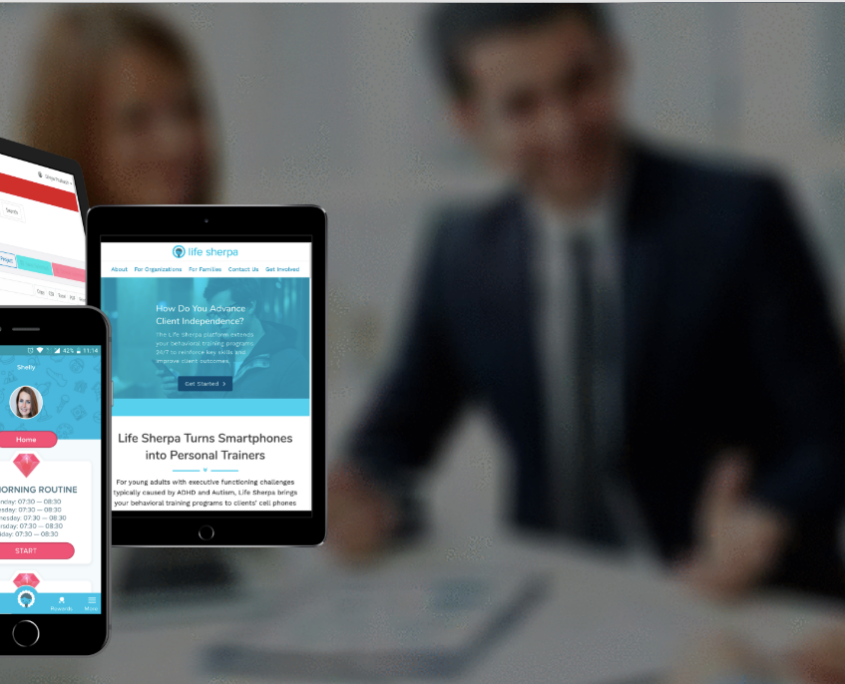 Search
Project
life sherpa
About For Organizations For Families Contact Us Get Involved
How Do You Advance
Client Independence?
The Life Sherpa platform extends
your behavioral training programs
24/7 to reinforce key skills and
improve client outcomes.
Get Started >
Life Sherpa Turns Smartphones
into Personal Trainers
For young adults with executive functioning challenges
typically caused by ADHD and Autism, Life Sherpa brings
your behavioral training programs to clients' cell phones
42% 11:14
Shelly
Home
ORNING ROUTINE
nday: 07:30 — 08:30
sday: 07:30 — 08:30
nesday: 07:30 — 08:30
rsday: 07:30 — 08:30
iday: 07:30 — 08:30
START
Rewards More